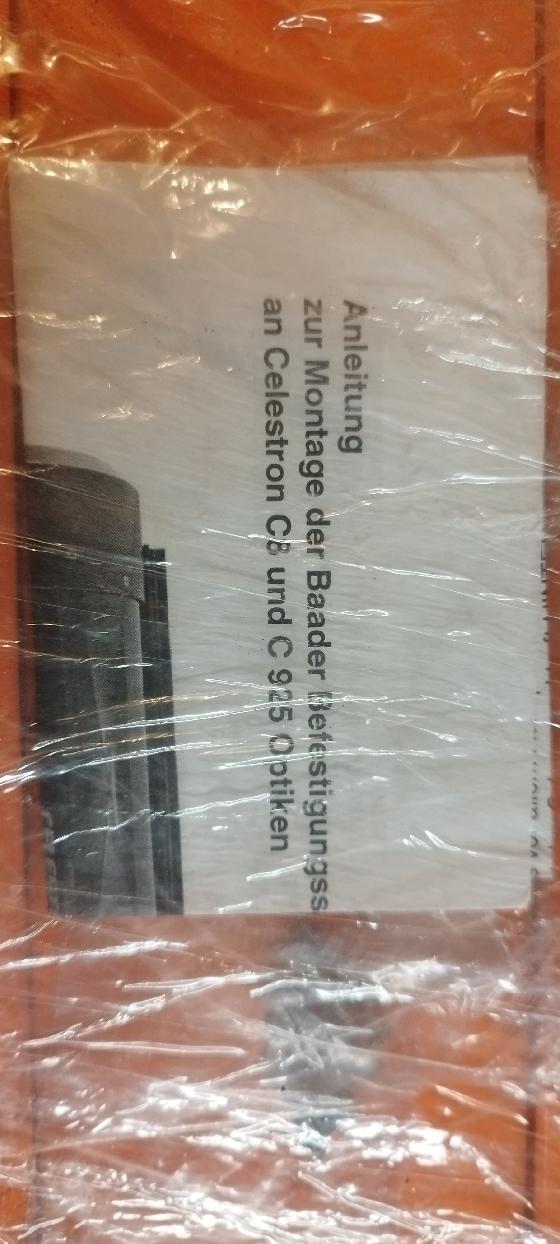 Anleitung
zur Montage der Baader Befestigungss
an Celestron C8 und C 925 Optiken